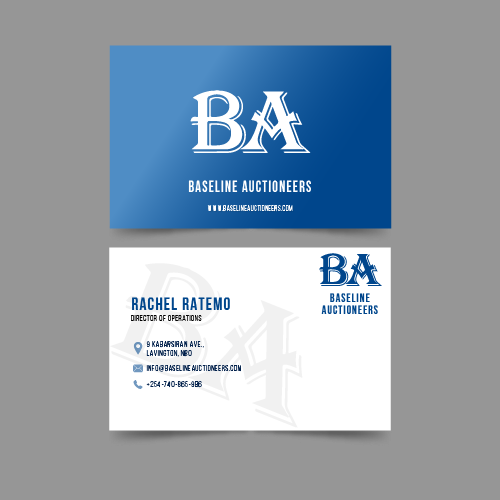 BA
BASELINE AUCTIONEERS
WWW.BASELINEAUCTIONEERS.COM
BA
BASELINE
AUCTIONEERS
RACHEL RATEMO
DIRECTOR OF OPERATIONS
9 KABARSIRAN AVE.,
LAVINGTON, NBO
INFO@BASELINEAUCTIONEERS.COM
+254-740-865-986
BA